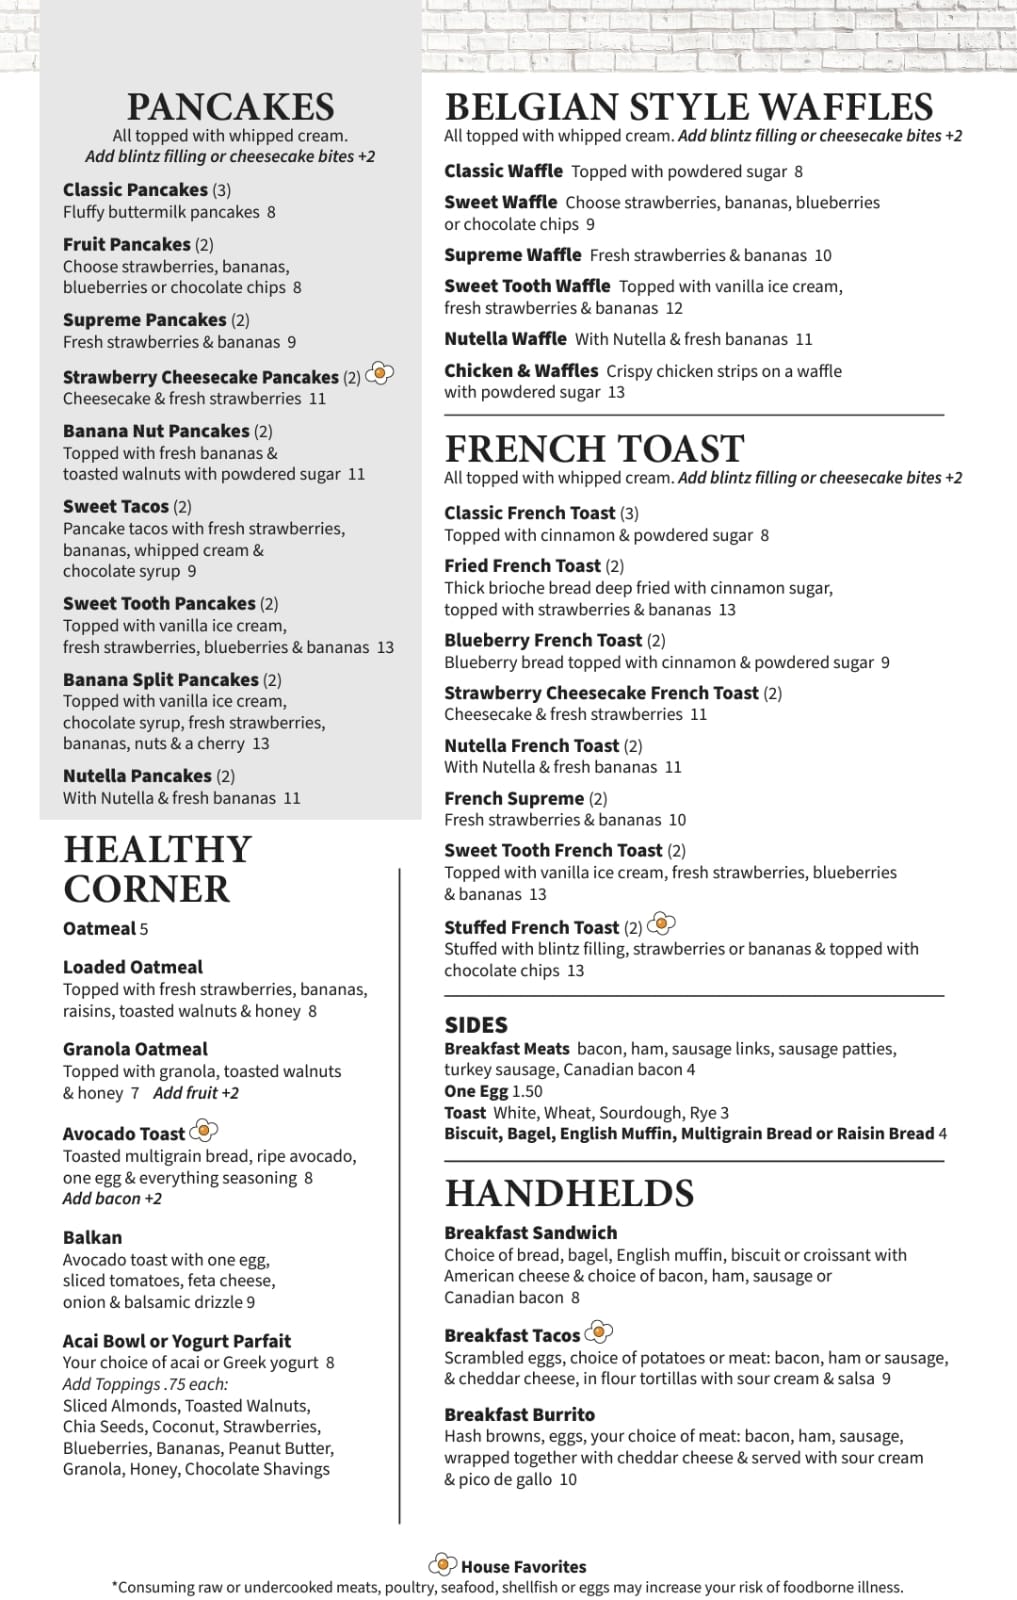 PANCAKES
All topped with whipped cream.
Add blintz filling or cheesecake bites +2
Classic Pancakes (3)
Fluffy buttermilk pancakes 8
Fruit Pancakes (2)
Choose strawberries, bananas,
blueberries or chocolate chips 8
Supreme Pancakes (2)
Fresh strawberries & bananas 9
Strawberry Cheesecake Pancakes (2)
Cheesecake & fresh strawberries 11
Banana Nut Pancakes (2)
Topped with fresh bananas &
toasted walnuts with powdered sugar 11
Sweet Tacos (2)
Pancake tacos with fresh strawberries,
bananas, whipped cream &
chocolate syrup 9
Sweet Tooth Pancakes (2)
Topped with vanilla ice cream,
fresh strawberries, blueberries & bananas 13
Banana Split Pancakes (2)
Topped with vanilla ice cream,
chocolate syrup, fresh strawberries,
bananas, nuts & a cherry 13
Nutella Pancakes (2)
With Nutella & fresh bananas 11
HEALTHY
CORNER
Oatmeal 5
Loaded Oatmeal
Topped with fresh strawberries, bananas,
raisins, toasted walnuts & honey 8
Granola Oatmeal
Topped with granola, toasted walnuts
& honey 7 Add fruit +2
Avocado Toast
Toasted multigrain bread, ripe avocado,
one egg & everything seasoning 8
Add bacon +2
Balkan
Avocado toast with one egg,
sliced tomatoes, feta cheese,
onion & balsamic drizzle 9
Acai Bowl or Yogurt Parfait
Your choice of acai or Greek yogurt 8
Add Toppings .75 each:
Sliced Almonds, Toasted Walnuts,
Chia Seeds, Coconut, Strawberries,
Blueberries, Bananas, Peanut Butter,
Granola, Honey, Chocolate Shavings
BELGIAN STYLE WAFFLES
All topped with whipped cream. Add blintz filling or cheesecake bites +2
Classic Waffle Topped with powdered sugar 8
Sweet Waffle Choose strawberries, bananas, blueberries
or chocolate chips 9
Supreme Waffle Fresh strawberries & bananas 10
Sweet Tooth Waffle Topped with vanilla ice cream,
fresh strawberries & bananas 12
Nutella Waffle With Nutella & fresh bananas 11
Chicken & Waffles Crispy chicken strips on a waffle
with powdered sugar 13
FRENCH TOAST
All topped with whipped cream. Add blintz filling or cheesecake bites +2
Classic French Toast (3)
Topped with cinnamon & powdered sugar 8
Fried French Toast (2)
Thick brioche bread deep fried with cinnamon sugar,
topped with strawberries & bananas 13
Blueberry French Toast (2)
Blueberry bread topped with cinnamon & powdered sugar 9
Strawberry Cheesecake French Toast (2)
Cheesecake & fresh strawberries 11
Nutella French Toast (2)
With Nutella & fresh bananas 11
French Supreme (2)
Fresh strawberries & bananas 10
Sweet Tooth French Toast (2)
Topped with vanilla ice cream, fresh strawberries, blueberries
& bananas 13
Stuffed French Toast (2)
Stuffed with blintz filling, strawberries or bananas & topped with
chocolate chips 13
SIDES
Breakfast Meats bacon, ham, sausage links, sausage patties,
turkey sausage, Canadian bacon 4
One Egg 1.50
Toast White, Wheat, Sourdough, Rye 3
Biscuit, Bagel, English Muffin, Multigrain Bread or Raisin Bread 4
HANDHELDS
Breakfast Sandwich
Choice of bread, bagel, English muffin, biscuit or croissant with
American cheese & choice of bacon, ham, sausage or
Canadian bacon 8
Breakfast Tacos
Scrambled eggs, choice of potatoes or meat: bacon, ham or sausage,
& cheddar cheese, in flour tortillas with sour cream & salsa 9
Breakfast Burrito
Hash browns, eggs, your choice of meat: bacon, ham, sausage,
wrapped together with cheddar cheese & served with sour cream
& pico de gallo 10
House Favorites
*Consuming raw or undercooked meats, poultry, seafood, shellfish or eggs may increase your risk of foodborne illness.